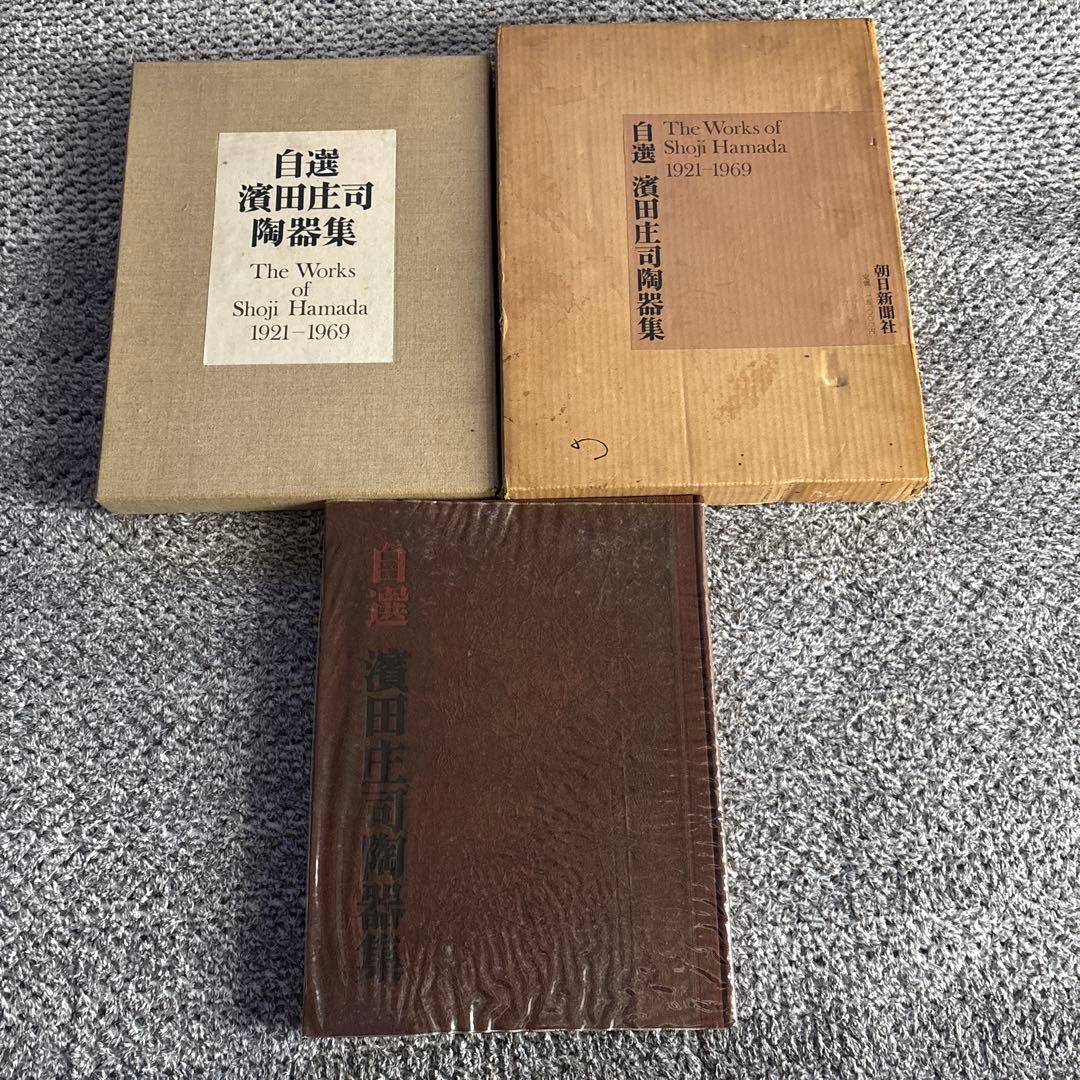 自選
濱田庄司
陶器集
The Works
of
Shoji Hamada
1921–1969
自選 濱田庄司陶器集
The Works of
Shoji Hamada
1921–1969
朝日新聞社
自選 濱田庄司陶器集